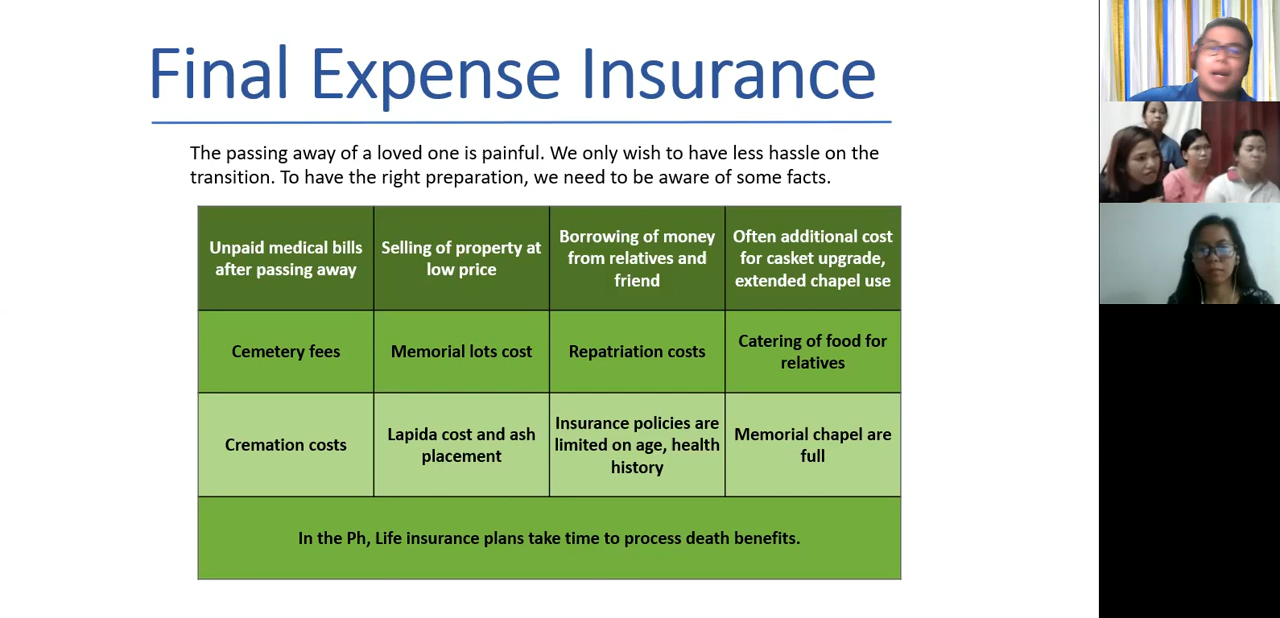 Final Expense Insurance
The passing away of a loved one is painful. We only wish to have less hassle on the
transition. To have the right preparation, we need to be aware of some facts.
Unpaid medical bills
after passing away
Selling of property at
low price
Borrowing of money
from relatives and
friend
Often additional cost
for casket upgrade,
extended chapel use
Cemetery fees
Memorial lots cost
Repatriation costs
Catering of food for
relatives
Cremation costs
Lapida cost and ash
placement
Insurance policies are
limited on age, health
history
Memorial chapel are
full
In the Ph, Life insurance plans take time to process death benefits.